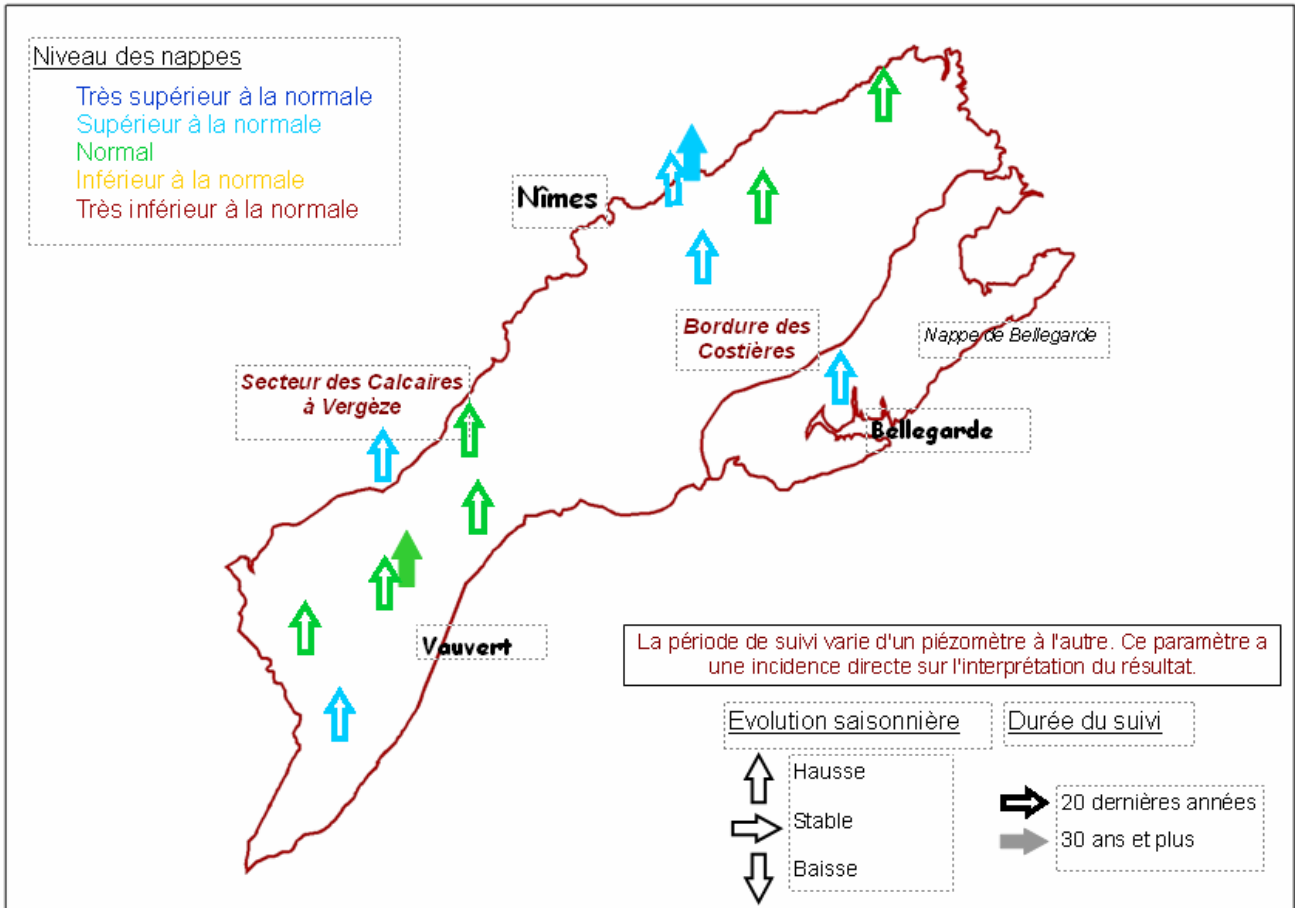 Niveau des nappes
Très supérieur à la normale
Supérieur à la normale
Normal
Inférieur à la normale
Très inférieur à la normale
Nîmes
Bordure des
Costières
Nappe de Bellegarde
Secteur des Calcaires
à Vergèze
Bellegarde
Vauvert
La période de suivi varie d'un piézomètre à l'autre. Ce paramètre a
une incidence directe sur l'interprétation du résultat.
Evolution saisonnière
Hausse
Stable
Baisse
Durée du suivi
20 dernières années
30 ans et plus